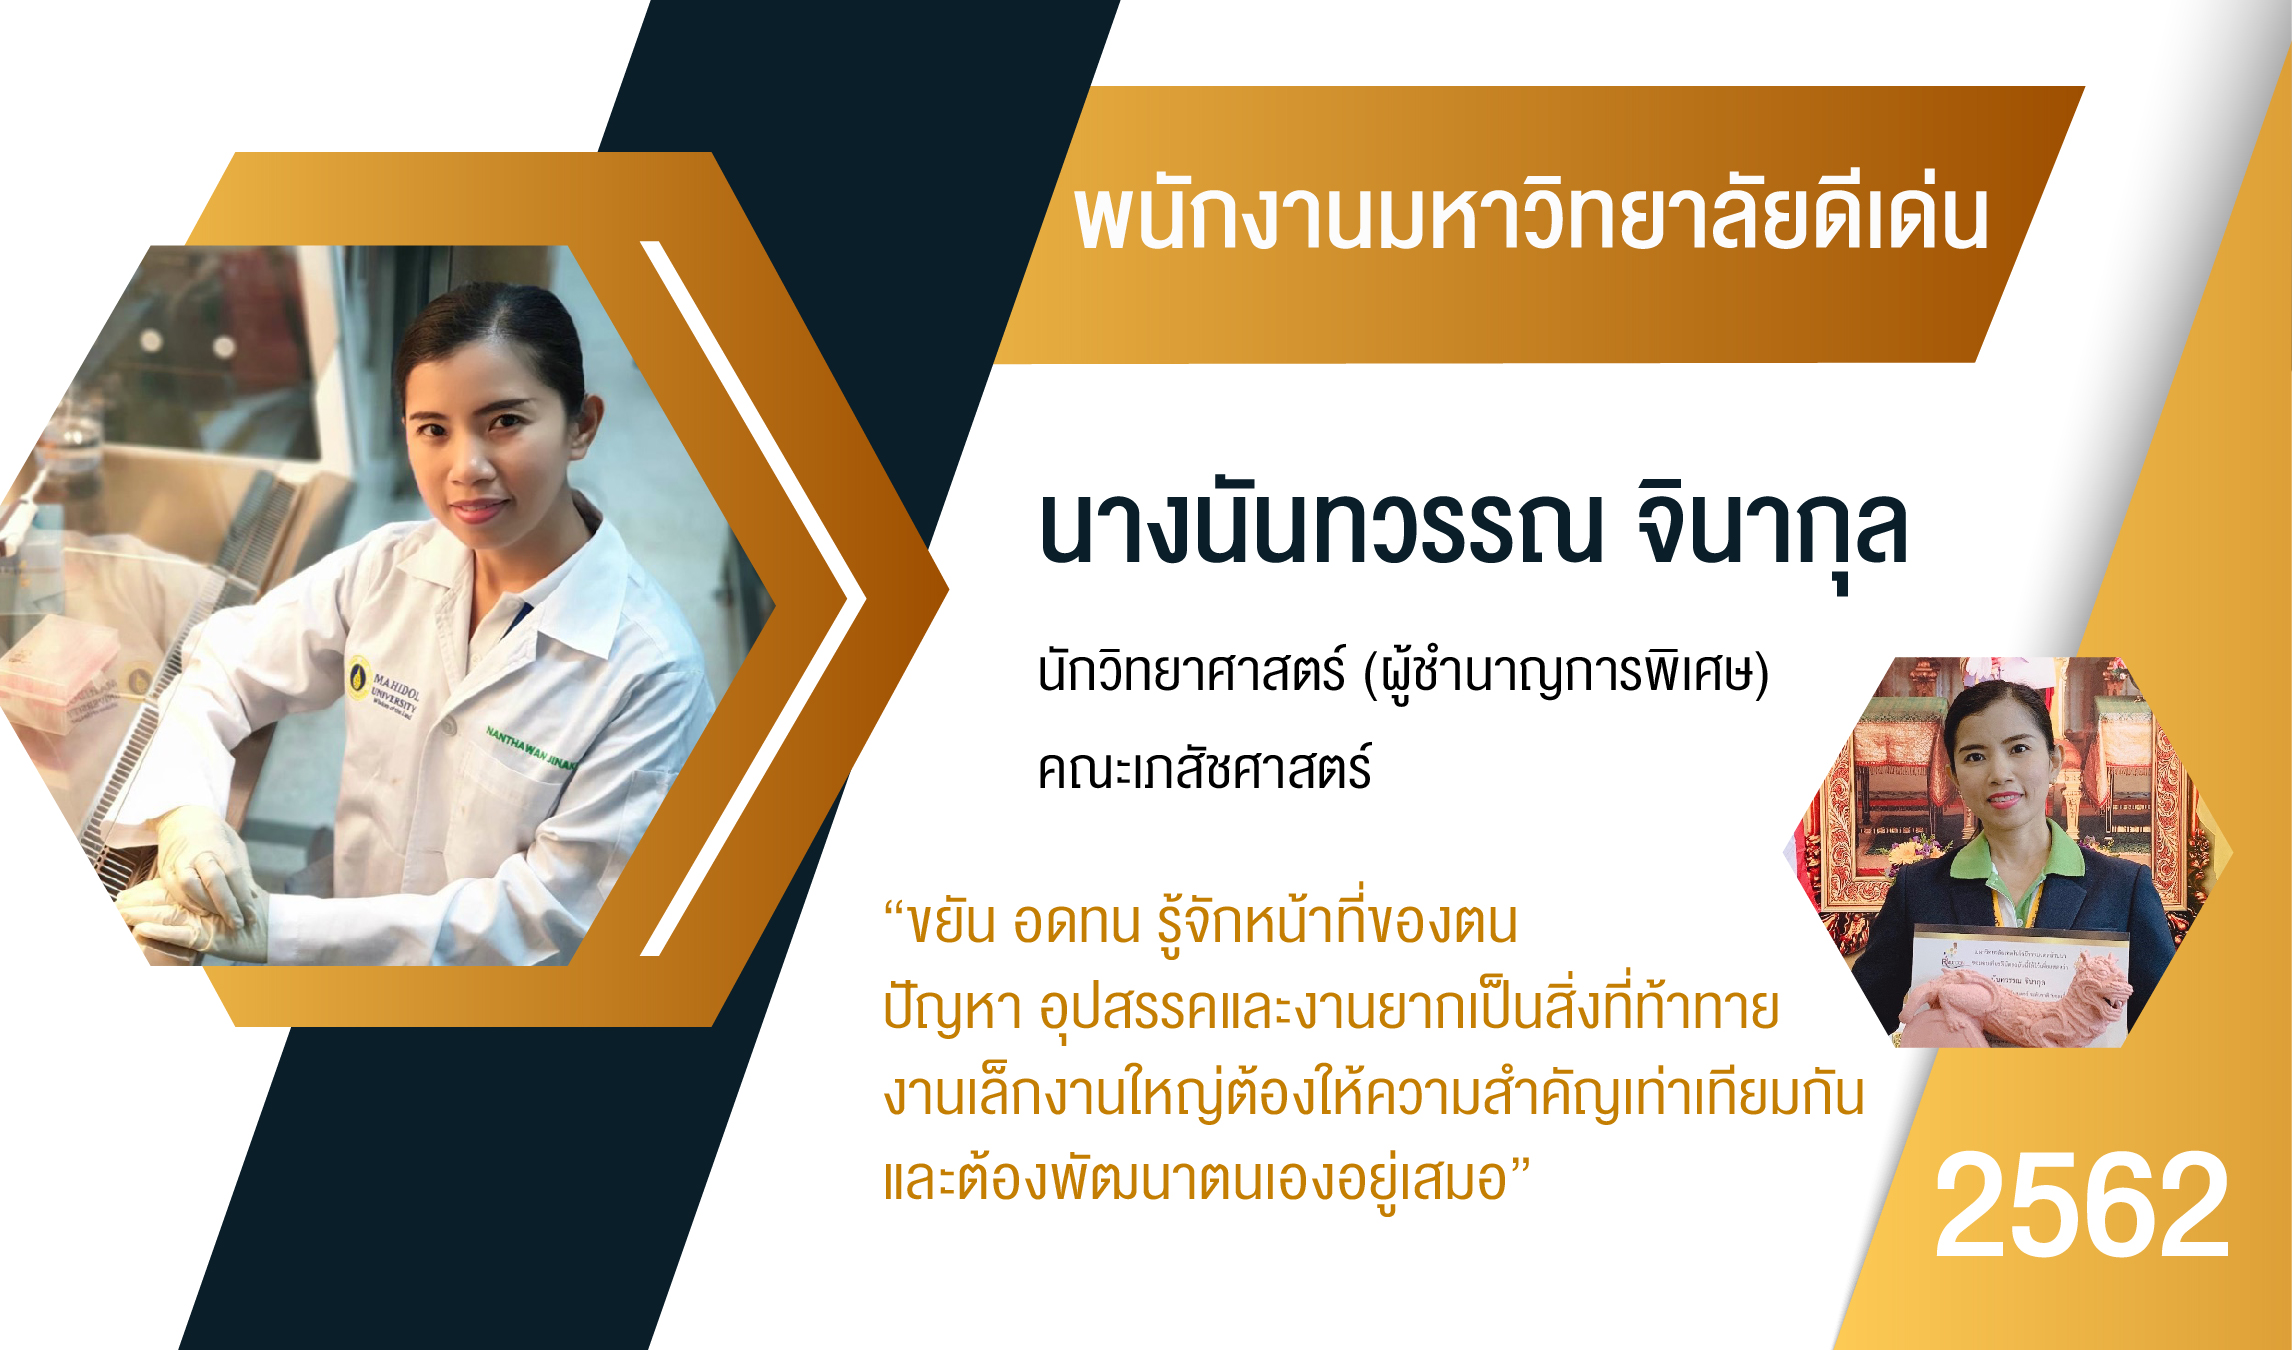 พนักงานมหาวิทยาลัยดีเด่น
นางนันทวรรณ จินากุล
นักวิทยาศาสตร์ (ผู้ชำนาญการพิเศษ)
คณะเภสัชศาสตร์
“ขยัน อดทน รู้จักหน้าที่ของตน
ปัญหา อุปสรรคและงานยากเป็นสิ่งที่ท้าทาย
งานเล็กงานใหญ่ต้องให้ความสำคัญเท่าเทียมกัน
และต้องพัฒนาตนเองอยู่เสมอ”
2562
MAHIDOL
UNIVERSITY
NANTHAWAN